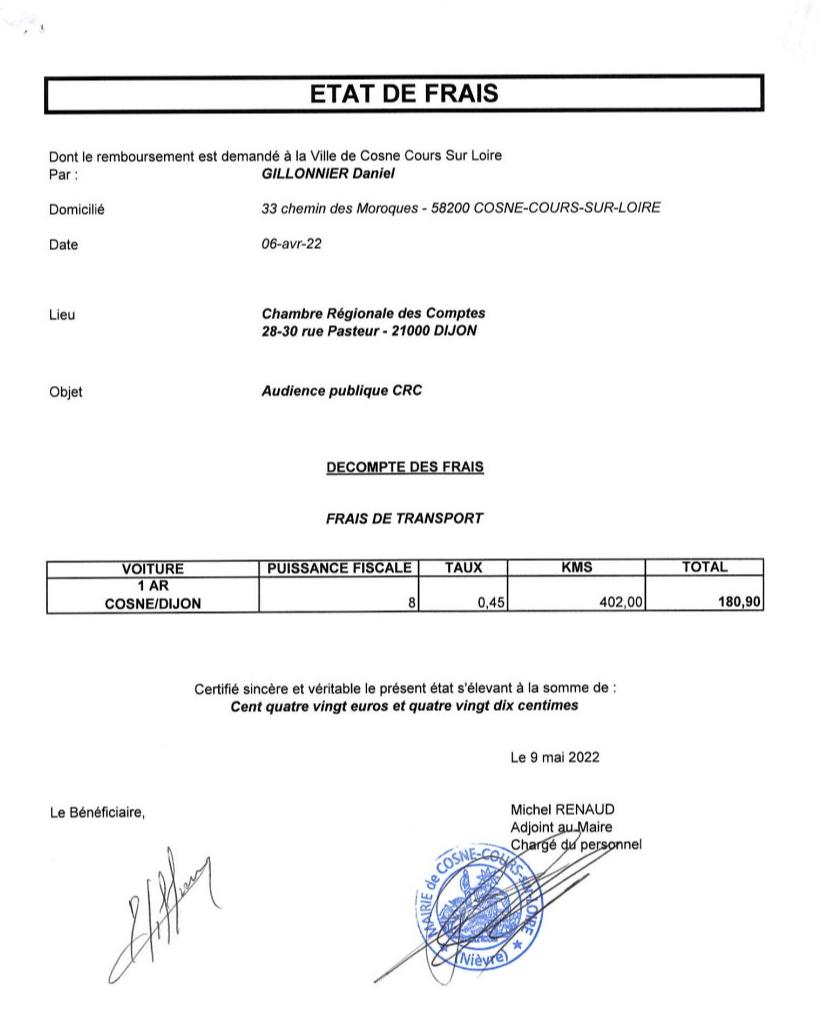 ETAT DE FRAIS
Dont le remboursement est demandé à la Ville de Cosne Cours Sur Loire
Par : GILLONNIER Daniel
Domicilié 33 chemin des Moroques - 58200 COSNE-COURS-SUR-LOIRE
Date 06-avr-22
Lieu Chambre Régionale des Comptes
28-30 rue Pasteur - 21000 DIJON
Objet Audience publique CRC
DECOMPTE DES FRAIS
FRAIS DE TRANSPORT
VOITURE PUISSANCE FISCALE TAUX KMS TOTAL
1 AR
COSNE/DIJON 8 0,45 402,00 180,90
Certifié sincère et véritable le présent état s'élevant à la somme de :
Cent quatre vingt euros et quatre vingt dix centimes
Le 9 mai 2022
Le Bénéficiaire, Michel RENAUD
Adjoint au Maire
Chargé du personnel
MAIRIE de COSNE-COURS-SUR-LOIRE
(Nièvre)